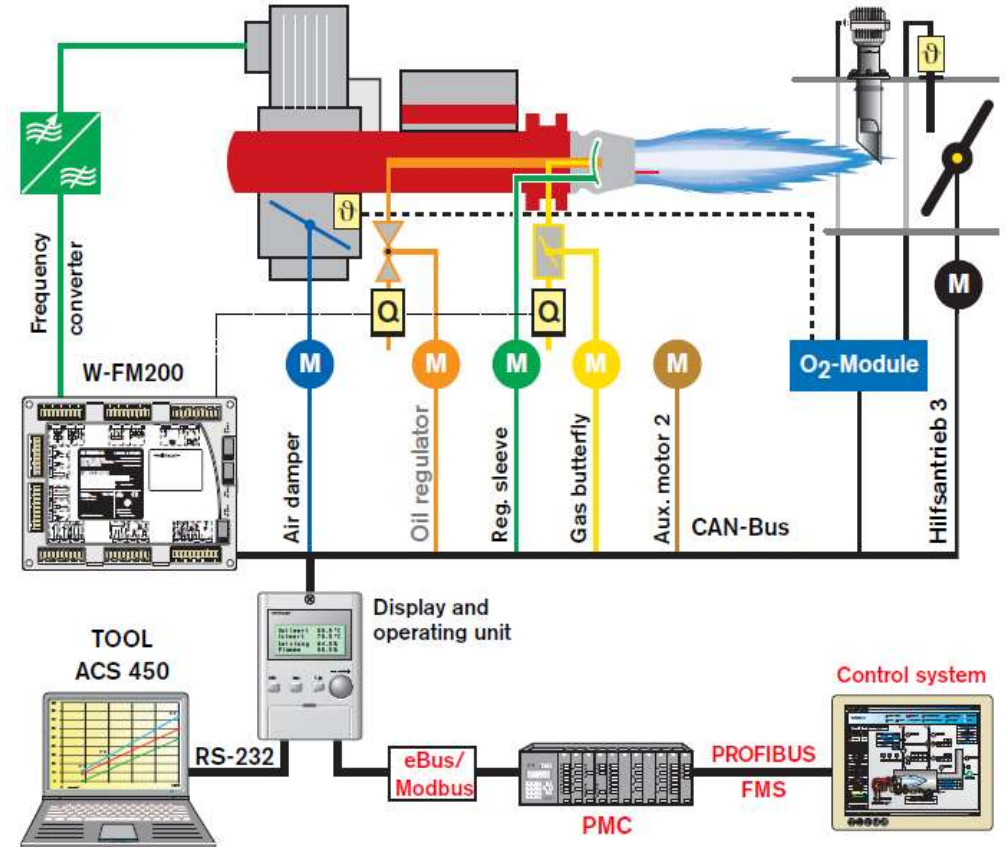 ϑ
ϑ
Frequency
converter
Q
Q
M
M
M
M
M
M
O2-Module
W-FM200
Air damper
Oil regulator
Reg. sleeve
Gas butterfly
Aux. motor 2
CAN-Bus
Hilfsantrieb 3
Display and
operating unit
TOOL
ACS 450
RS-232
eBus/
Modbus
PMC
PROFIBUS
FMS
Control system